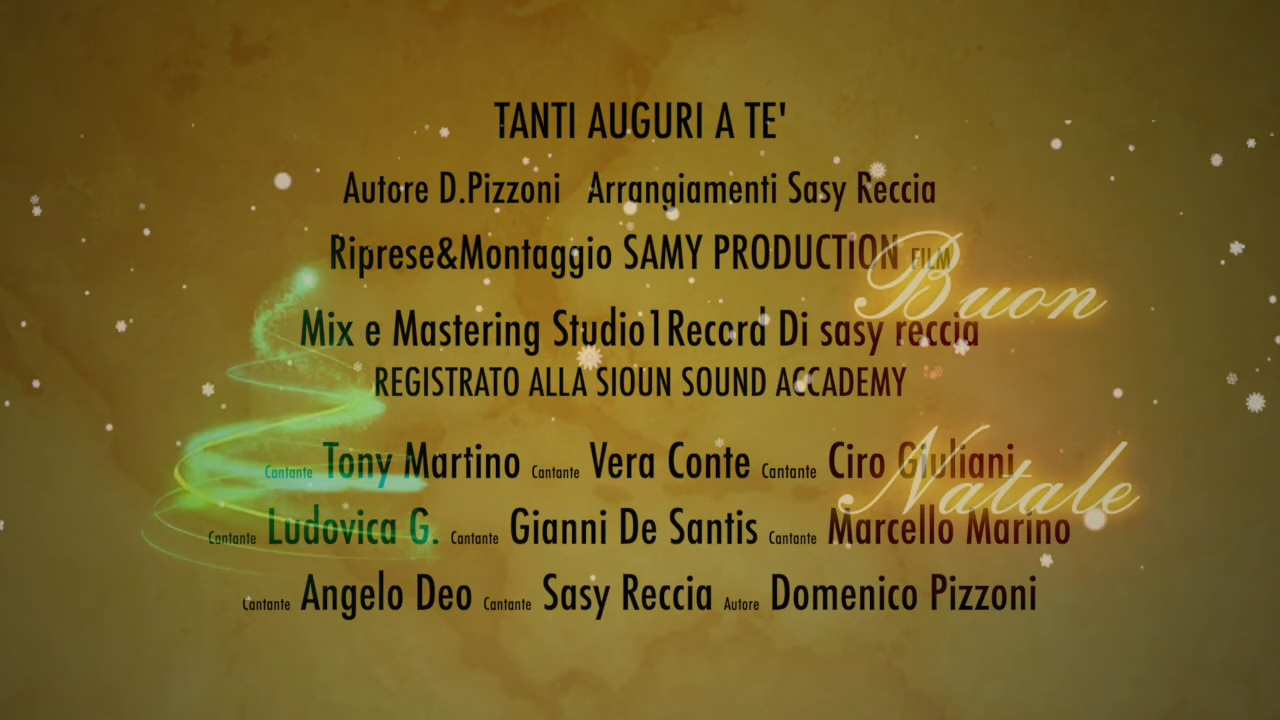 TANTI AUGURI A TE'
Autore D.Pizzoni Arrangiamenti Sasy Reccia
Riprese&Montaggio SAMY PRODUCTION FILM
Buon
Mix e Mastering Studio1Record Di sasy reccia
REGISTRATO ALLA SIOUN SOUND ACCADEMY
Cantante Tony Martino Cantante Vera Conte Cantante Ciro Giuliani
Natale
Cantante Ludovica G. Cantante Gianni De Santis Cantante Marcello Marino
Cantante Angelo Deo Cantante Sasy Reccia Autore Domenico Pizzoni